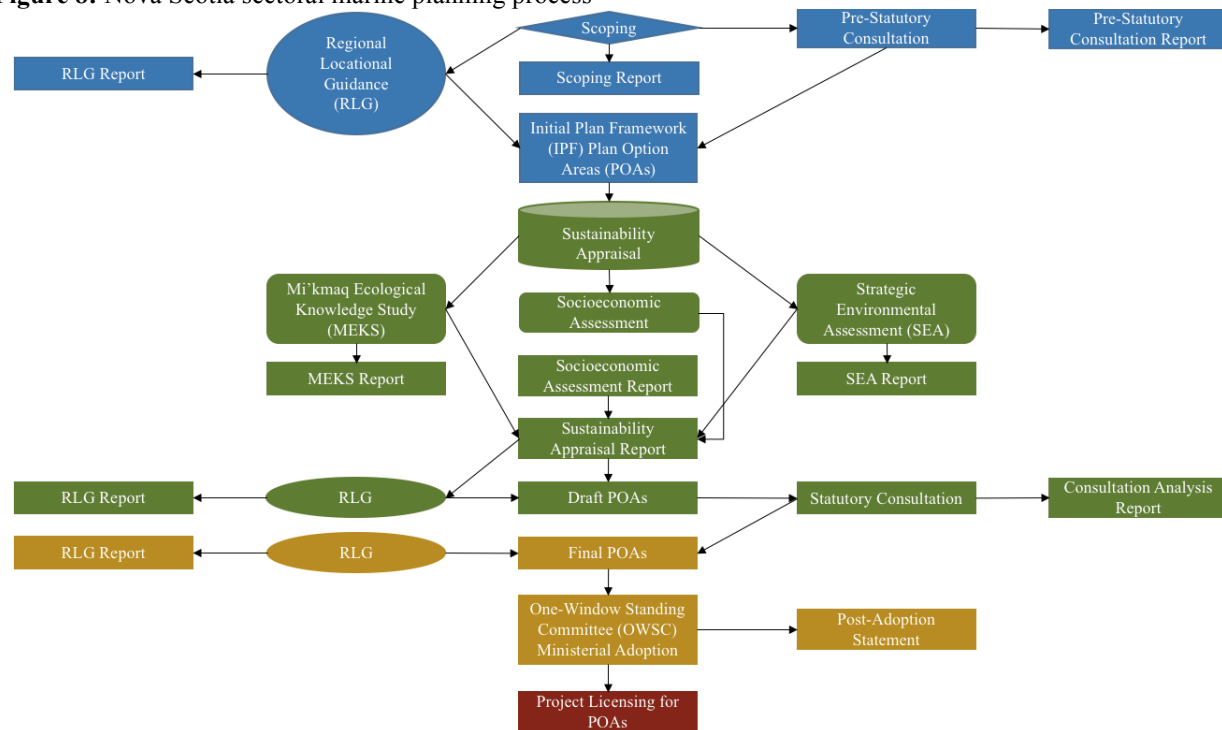 Figure 8: Nova Scotia sectoral marine planning process
Scoping
Pre-Statutory
Consultation
Pre-Statutory
Consultation Report
Regional
Locational
Guidance
(RLG)
RLG Report
Scoping Report
Initial Plan Framework
(IPF) Plan Option
Areas (POAs)
Sustainability
Appraisal
Mi’kmaq Ecological
Knowledge Study
(MEKS)
Socioeconomic
Assessment
Strategic
Environmental
Assessment (SEA)
MEKS Report
Socioeconomic
Assessment Report
SEA Report
Sustainability
Appraisal Report
RLG Report
RLG
Draft POAs
Statutory Consultation
Consultation Analysis
Report
RLG Report
RLG
Final POAs
One-Window Standing
Committee (OWSC)
Ministerial Adoption
Post-Adoption
Statement
Project Licensing for
POAs